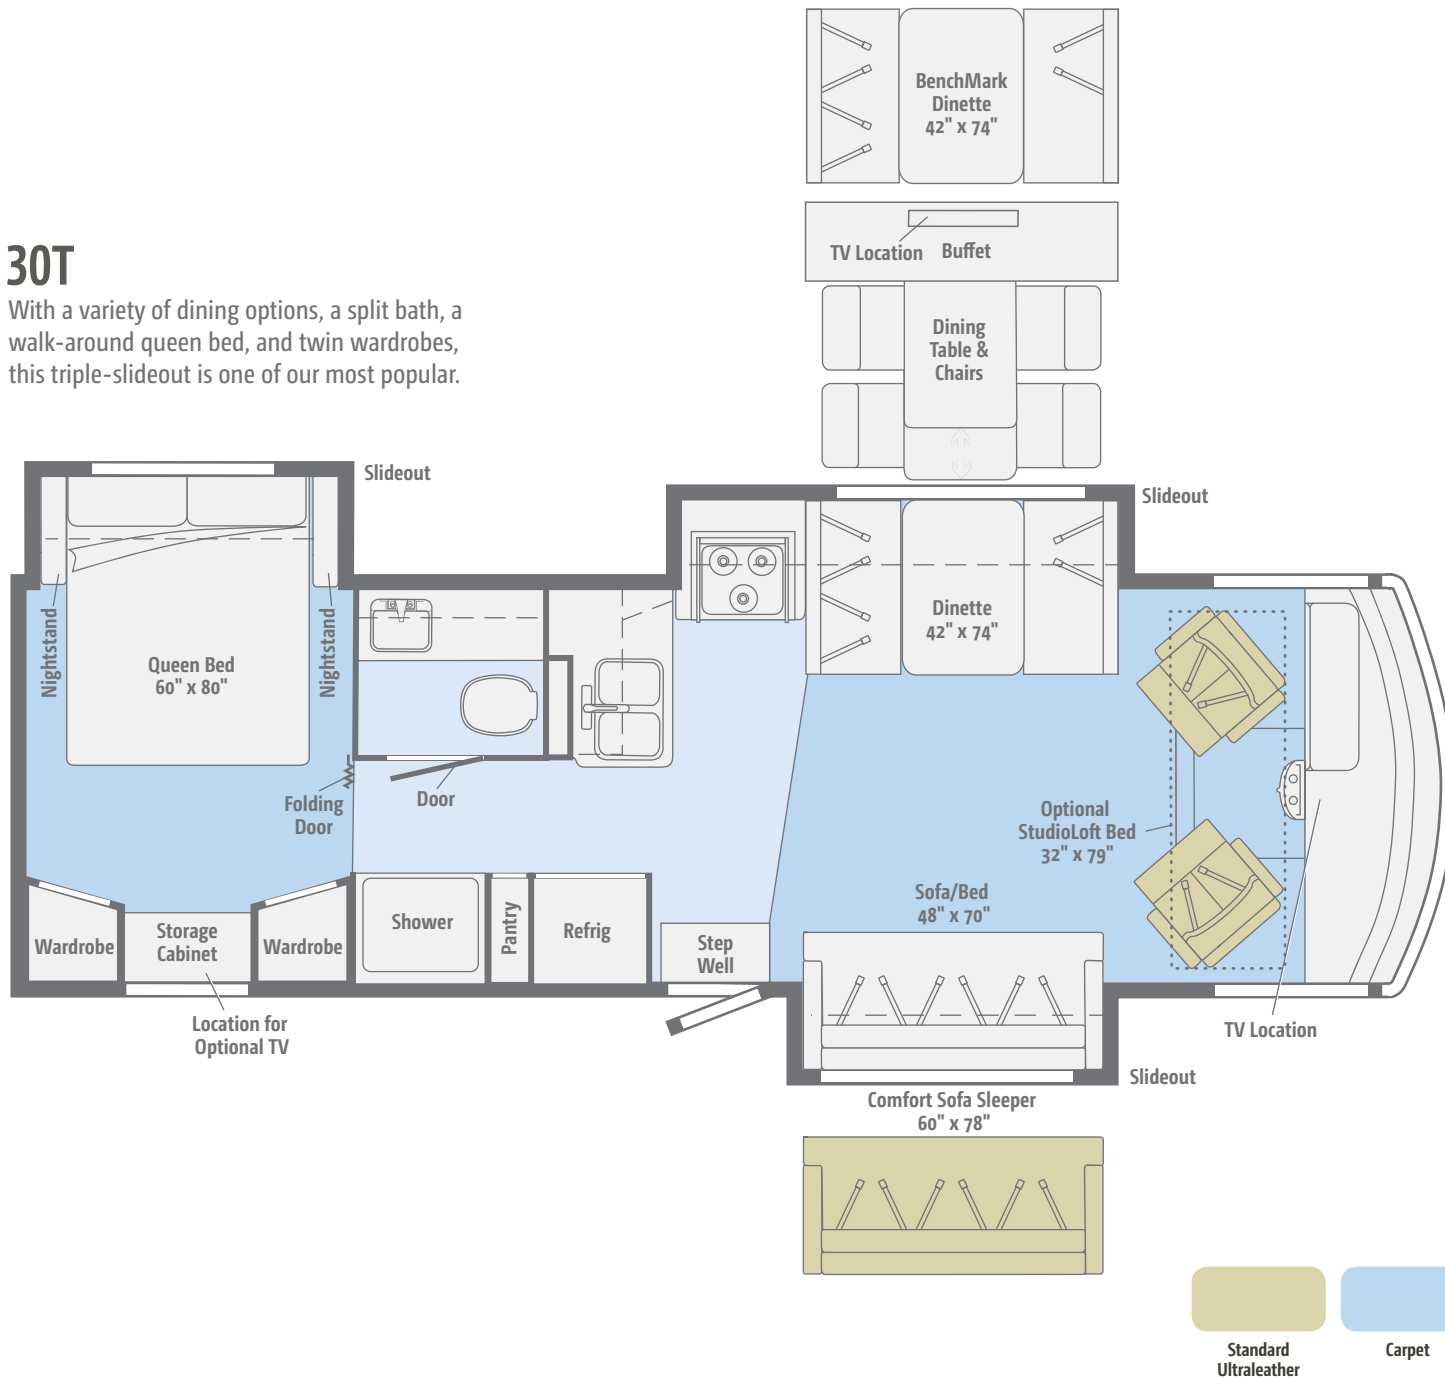 BenchMark
Dinette
42" x 74"
TV Location
Buffet
30T
With a variety of dining options, a split bath, a
walk-around queen bed, and twin wardrobes,
this triple-slideout is one of our most popular.
Dining
Table &
Chairs
Slideout
Slideout
Nightstand
Queen Bed
60" x 80"
Nightstand
Dinette
42" x 74"
Folding
Door
Door
Optional
StudioLoft Bed
32" x 79"
Sofa/Bed
48" x 70"
Wardrobe
Storage
Cabinet
Wardrobe
Shower
Pantry
Refrig
Step
Well
Location for
Optional TV
TV Location
Slideout
Comfort Sofa Sleeper
60" x 78"
Standard
Ultraleather
Carpet